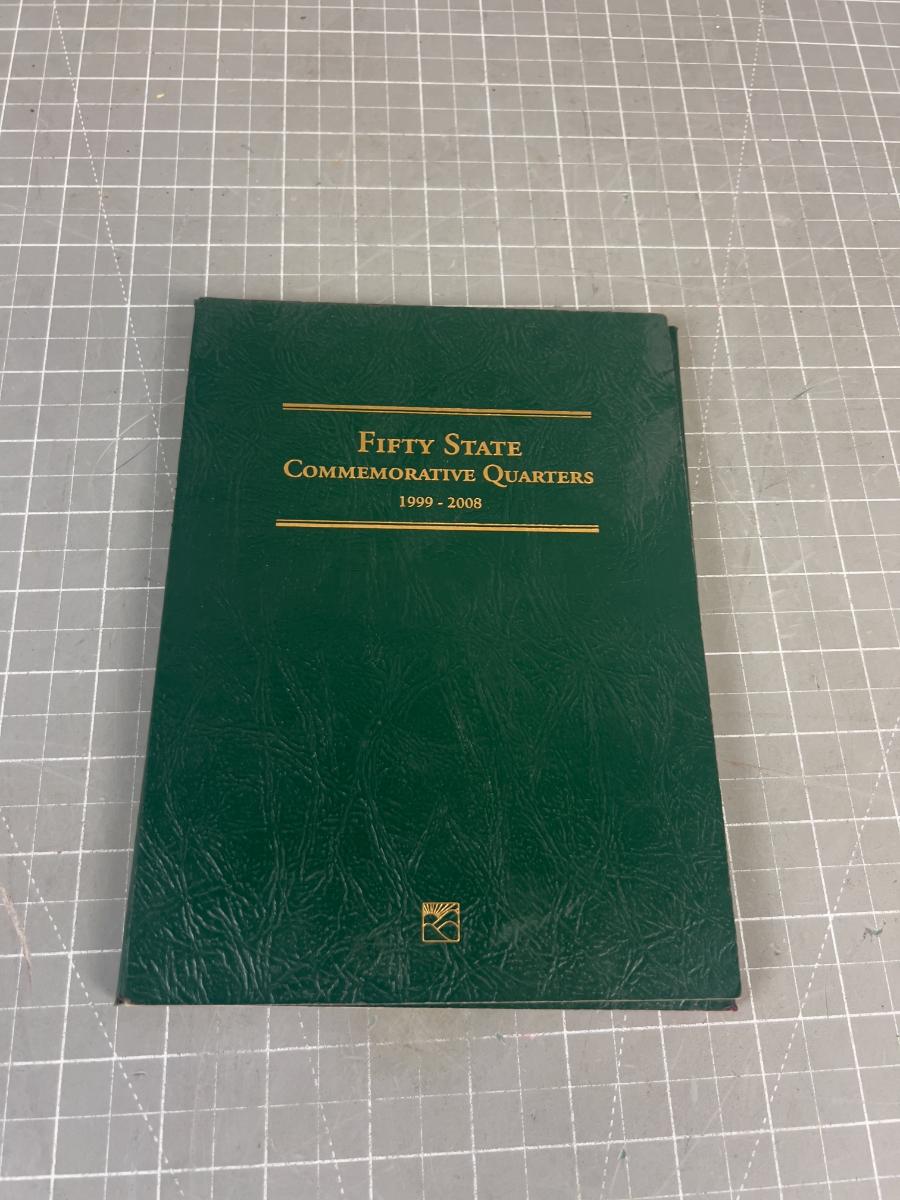 Fifty State
Commemorative Quarters
1999 - 2008